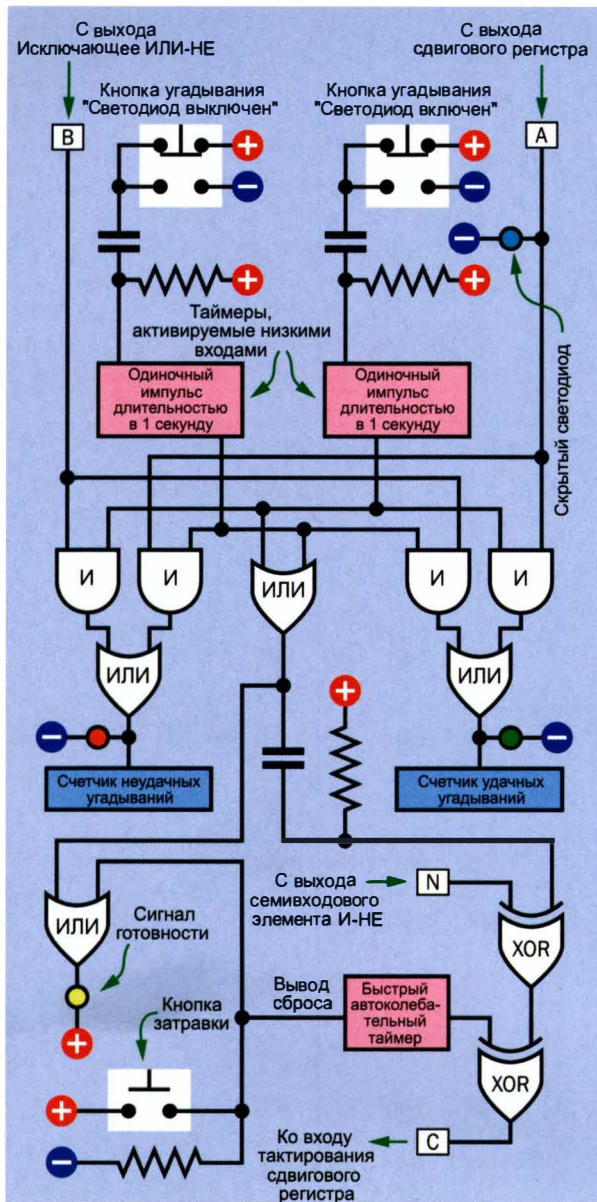 С выхода
Исключающее ИЛИ-НЕ
С выхода
сдвигового регистра
Кнопка угадывания
"Светодиод выключен"
Кнопка угадывания
"Светодиод включен"
B
A
+
+
−
−
−
+
+
Таймеры,
активируемые низкими
входами
Скрытый светодиод
Одиночный
импульс
длительностью
в 1 секунду
Одиночный
импульс
длительностью
в 1 секунду
И
И
ИЛИ
И
И
ИЛИ
ИЛИ
+
−
−
Счетчик неудачных
угадываний
Счетчик удачных
угадываний
С выхода
семивходового
элемента И-НЕ
N
ИЛИ
Сигнал
готовности
XOR
Вывод
сброса
Быстрый
автоколеба-
тельный
таймер
+
Кнопка
затравки
XOR
+
−
Ко входу
тактирования
сдвигового
регистра
C